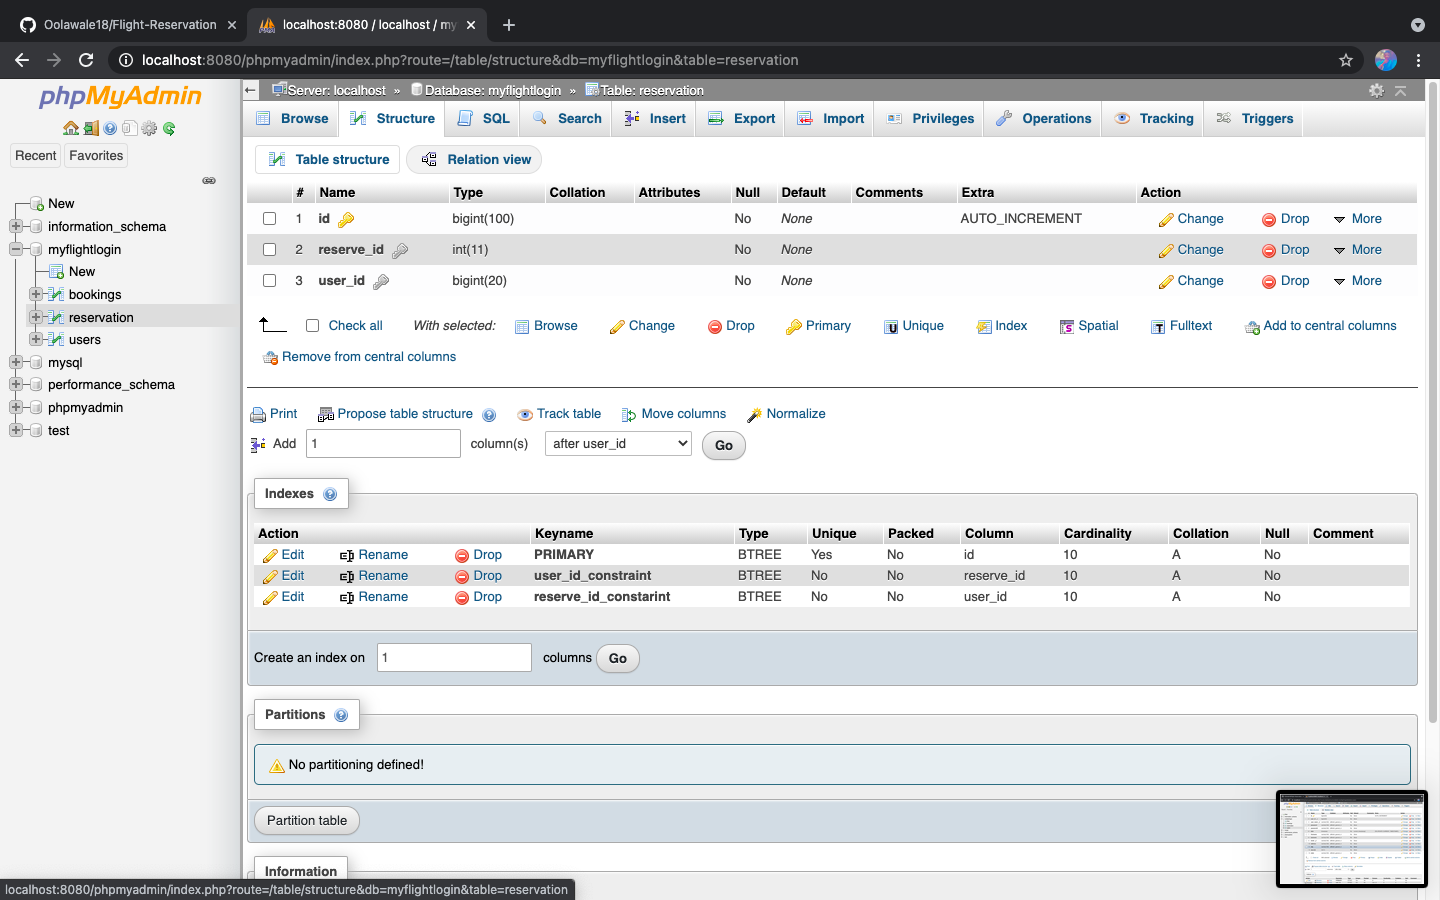 Oolawale18/Flight-Reservation
localhost:8080 / localhost / my
localhost:8080/phpmyadmin/index.php?route=/table/structure&db=myflightlogin&table=reservation
phpMyAdmin
Recent Favorites
New
information_schema
myflightlogin
New
bookings
reservation
users
mysql
performance_schema
phpmyadmin
test
Server: localhost » Database: myflightlogin » Table: reservation
Browse Structure SQL Search Insert Export Import Privileges Operations Tracking Triggers
Table structure Relation view
# Name Type Collation Attributes Null Default Comments Extra Action
1 id bigint(100) No None AUTO_INCREMENT Change Drop More
2 reserve_id int(11) No None Change Drop More
3 user_id bigint(20) No None Change Drop More
Check all With selected: Browse Change Drop Primary Unique Index Spatial Fulltext Add to central columns
Remove from central columns
Print Propose table structure Track table Move columns Normalize
Add 1 column(s) after user_id Go
Indexes
Action Keyname Type Unique Packed Column Cardinality Collation Null Comment
Edit Rename Drop PRIMARY BTREE Yes No id 10 A No
Edit Rename Drop user_id_constraint BTREE No No reserve_id 10 A No
Edit Rename Drop reserve_id_constarint BTREE No No user_id 10 A No
Create an index on 1 columns Go
Partitions
No partitioning defined!
Partition table
Information
localhost:8080/phpmyadmin/index.php?route=/table/structure&db=myflightlogin&table=reservation